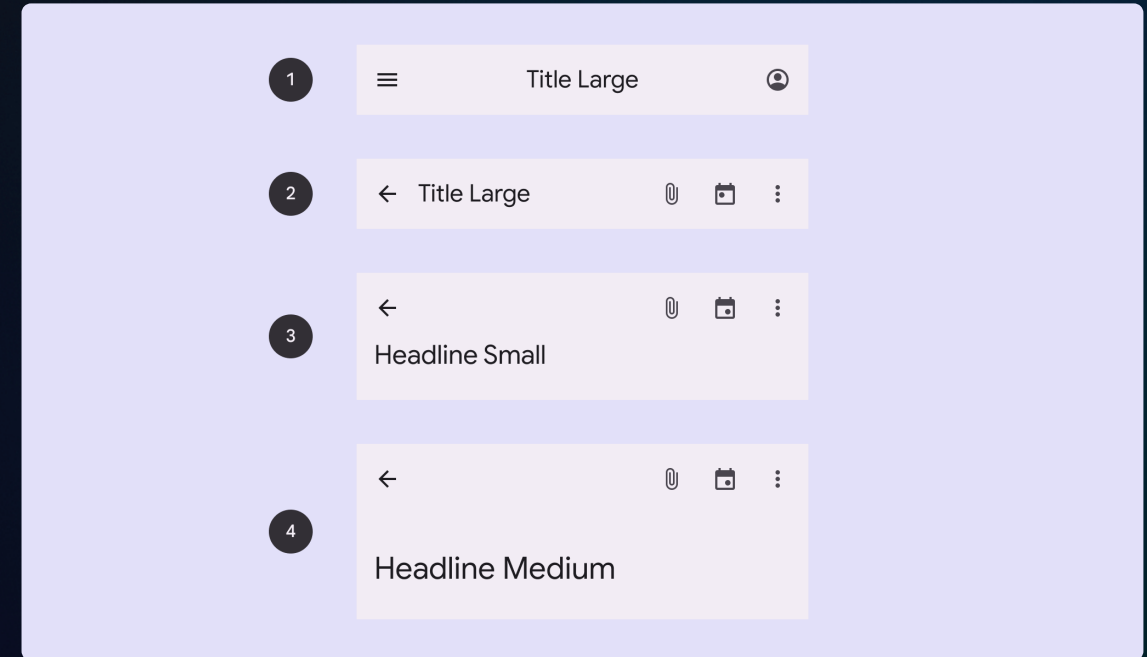 1
Title Large
2
Title Large
3
Headline Small
4
Headline Medium